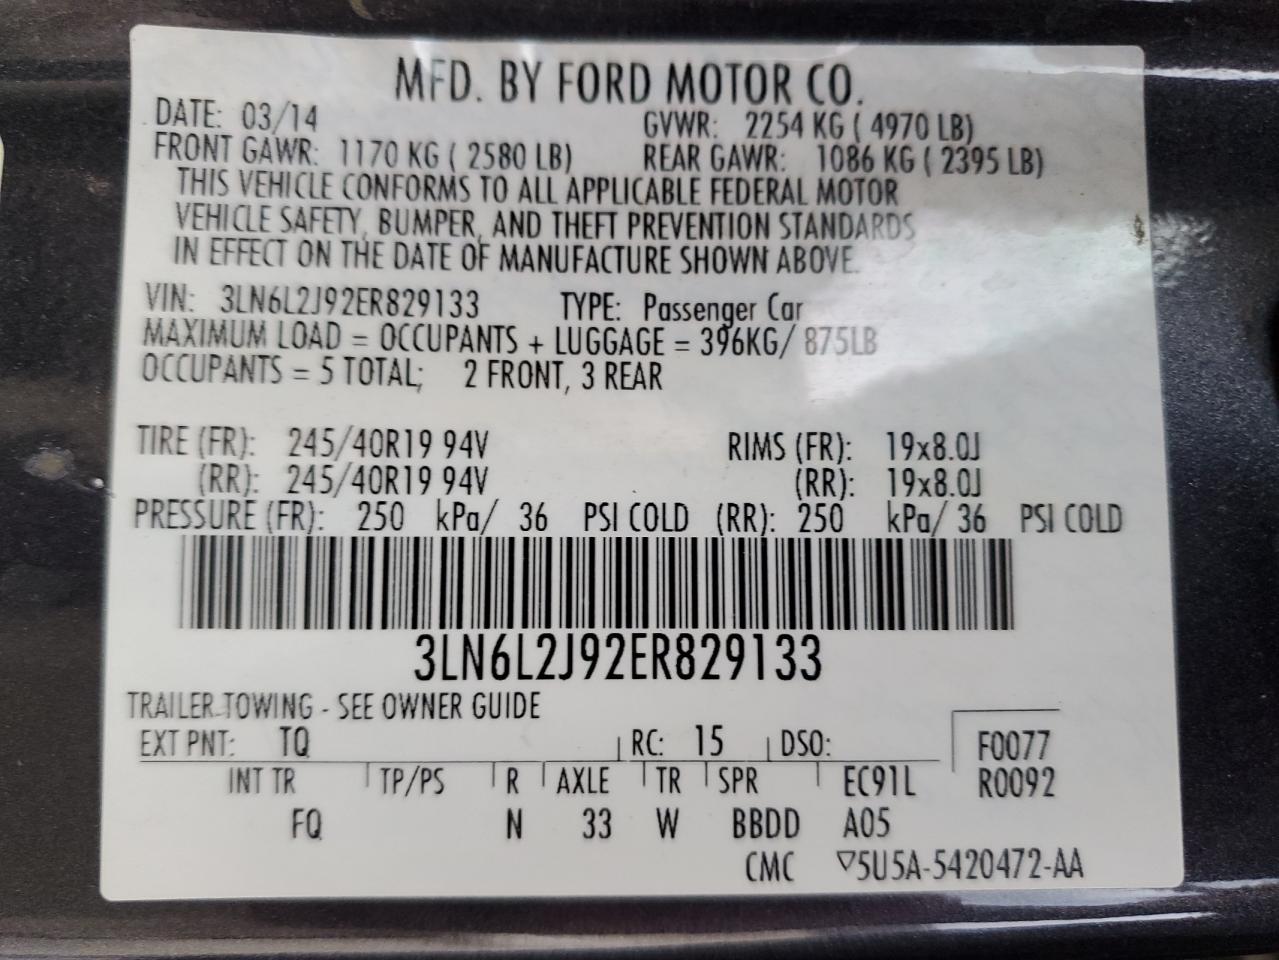 MFD. BY FORD MOTOR CO.
DATE: 03/14 GVWR: 2254 KG ( 4970 LB)
FRONT GAWR: 1170 KG ( 2580 LB) REAR GAWR: 1086 KG ( 2395 LB)
THIS VEHICLE CONFORMS TO ALL APPLICABLE FEDERAL MOTOR
VEHICLE SAFETY, BUMPER, AND THEFT PREVENTION STANDARDS
IN EFFECT ON THE DATE OF MANUFACTURE SHOWN ABOVE.
VIN: 3LN6L2J92ER829133 TYPE: Passenger Car
MAXIMUM LOAD = OCCUPANTS + LUGGAGE = 396KG/ 875LB
OCCUPANTS = 5 TOTAL; 2 FRONT, 3 REAR
TIRE (FR): 245/40R19 94V RIMS (FR): 19x8.0J
(RR): 245/40R19 94V (RR): 19x8.0J
PRESSURE (FR): 250 kPa/ 36 PSI COLD (RR): 250 kPa/ 36 PSI COLD
3LN6L2J92ER829133
TRAILER TOWING - SEE OWNER GUIDE
EXT PNT: TQ RC: 15 DSO: F0077
INT TR TP/PS R AXLE TR SPR EC91L R0092
FQ N 33 W BBDD A05
CMC ▽5U5A-5420472-AA